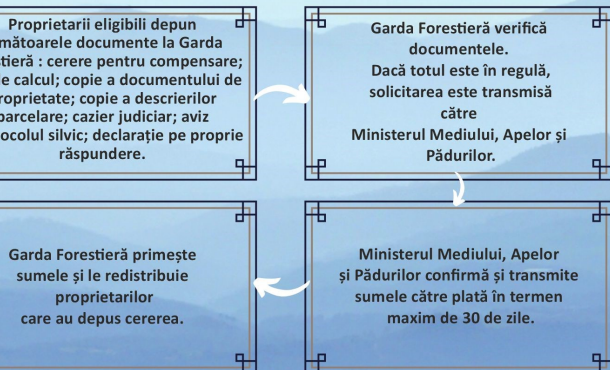 Proprietarii eligibili depun
mătoarele documente la Garda
stieră : cerere pentru compensare;
e calcul; copie a documentului de
roprietate; copie a descrierilor
parcelare; cazier judiciar; aviz
ocolul silvic; declarație pe proprie
răspundere.
Garda Forestieră verifică
documentele.
Dacă totul este în regulă,
solicitarea este transmisă
către
Ministerul Mediului, Apelor și
Pădurilor.
Ministerul Mediului, Apelor
și Pădurilor confirmă și transmite
sumele către plată în termen
maxim de 30 de zile.
Garda Forestieră primește
sumele și le redistribuie
proprietarilor
care au depus cererea.